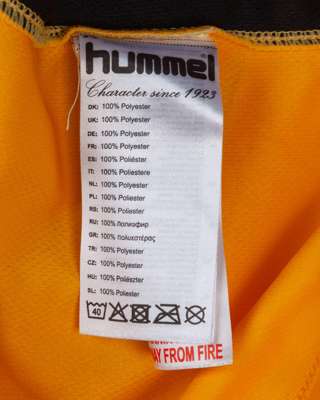 hummel
Character since 1923
DK: 100% Polyester
UK: 100% Polyester
DE: 100% Polyester
FR: 100% Polyester
ES: 100% Poliéster
IT: 100% Poliestere
NL: 100% Polyester
PL: 100% Poliester
RS: 100% Poliester
RU: 100% Полиэфир
GR: 100% πολυεστέρας
TR: 100% Polyester
CZ: 100% Polyester
HU: 100% Poliészter
SL: 100% Poliester
40
AY FROM FIRE